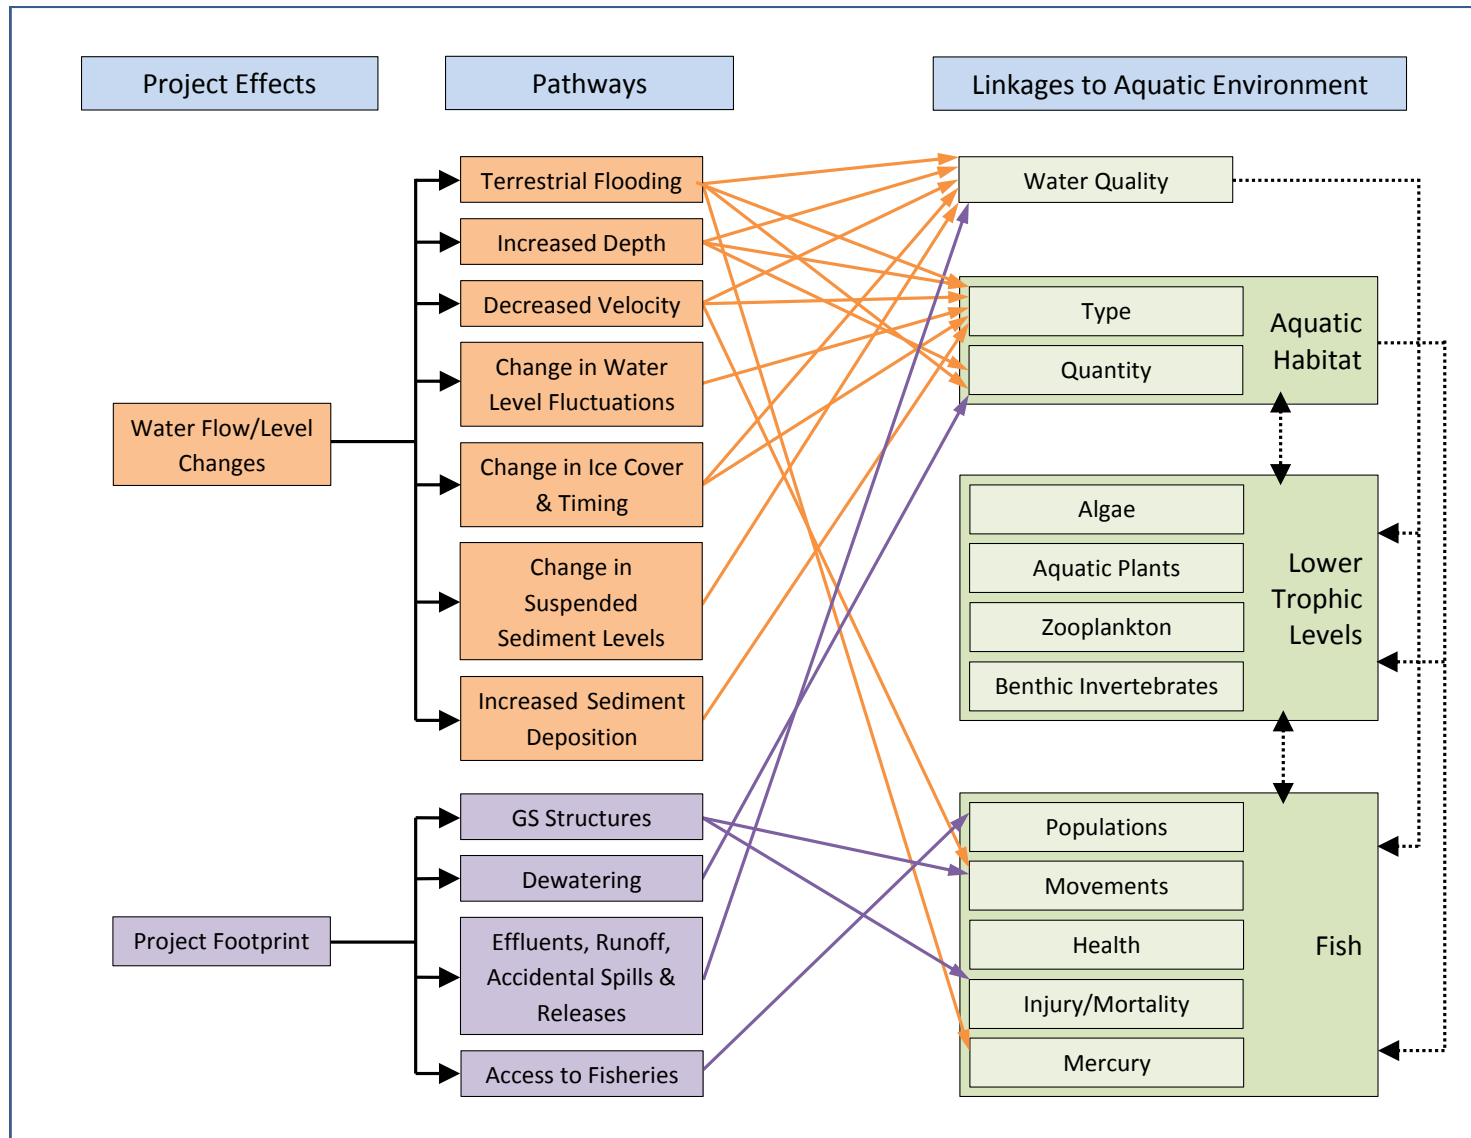 Project Effects
Pathways
Linkages to Aquatic Environment
Water Flow/Level
Changes
Project Footprint
Terrestrial Flooding
Increased Depth
Decreased Velocity
Change in Water
Level Fluctuations
Change in Ice Cover
& Timing
Change in
Suspended
Sediment Levels
Increased Sediment
Deposition
GS Structures
Dewatering
Effluents, Runoff,
Accidental Spills &
Releases
Access to Fisheries
Water Quality
Type
Quantity
Aquatic
Habitat
Algae
Aquatic Plants
Zooplankton
Benthic Invertebrates
Lower
Trophic
Levels
Populations
Movements
Health
Injury/Mortality
Mercury
Fish